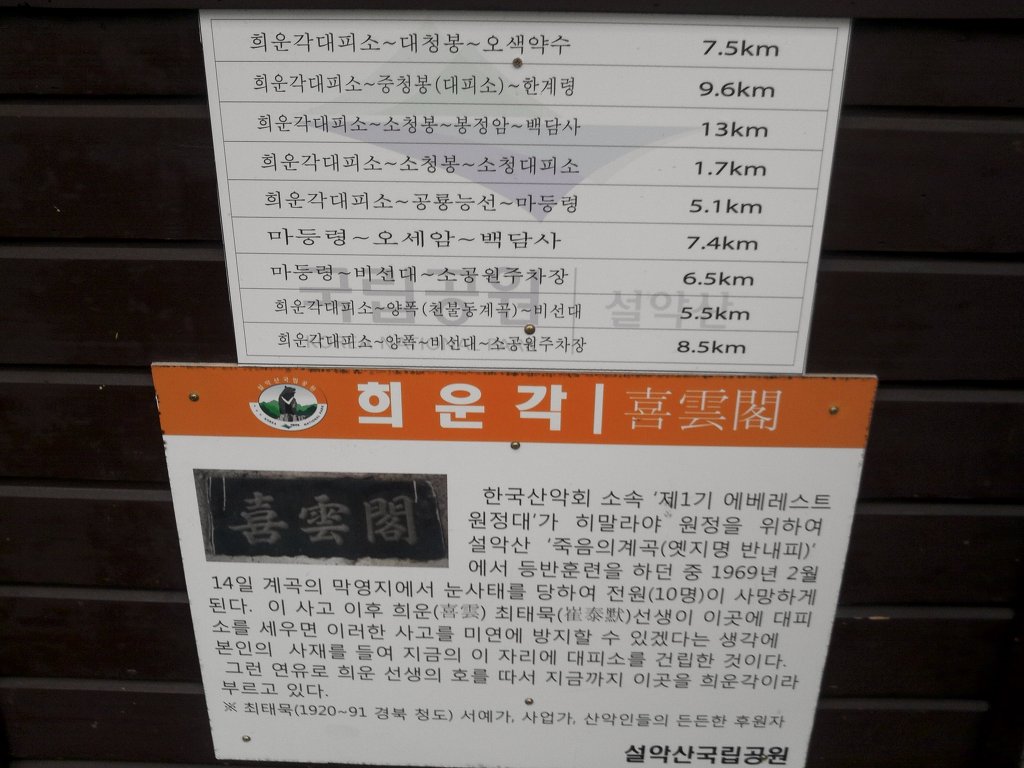 희운각대피소~대청봉~오색약수 7.5km
희운각대피소~중청봉(대피소)~한계령 9.6km
희운각대피소~소청봉~봉정암~백담사 13km
희운각대피소~소청봉~소청대피소 1.7km
희운각대피소~공룡능선~마등령 5.1km
마등령~오세암~백담사 7.4km
마등령~비선대~소공원주차장 6.5km
희운각대피소~양폭(천불동계곡)~비선대 5.5km
희운각대피소~양폭~비선대~소공원주차장 8.5km
국립공원 설악산
설악산국립공원
희운각 | 喜雲閣
喜雲閣
한국산악회 소속 '제1기 에베레스트
원정대'가 히말라야 원정을 위하여
설악산 '죽음의계곡(옛지명 반내피)'
에서 등반훈련을 하던 중 1969년 2월
14일 계곡의 막영지에서 눈사태를 당하여 전원(10명)이 사망하게
된다. 이 사고 이후 희운(喜雲) 최태묵(崔泰默)선생이 이곳에 대피
소를 세우면 이러한 사고를 미연에 방지할 수 있겠다는 생각에
본인의 사재를 들여 지금의 이 자리에 대피소를 건립한 것이다.
그런 연유로 희운 선생의 호를 따서 지금까지 이곳을 희운각이라
부르고 있다.
※ 최태묵(1920~91 경북 청도) 서예가, 사업가, 산악인들의 든든한 후원자
설악산국립공원